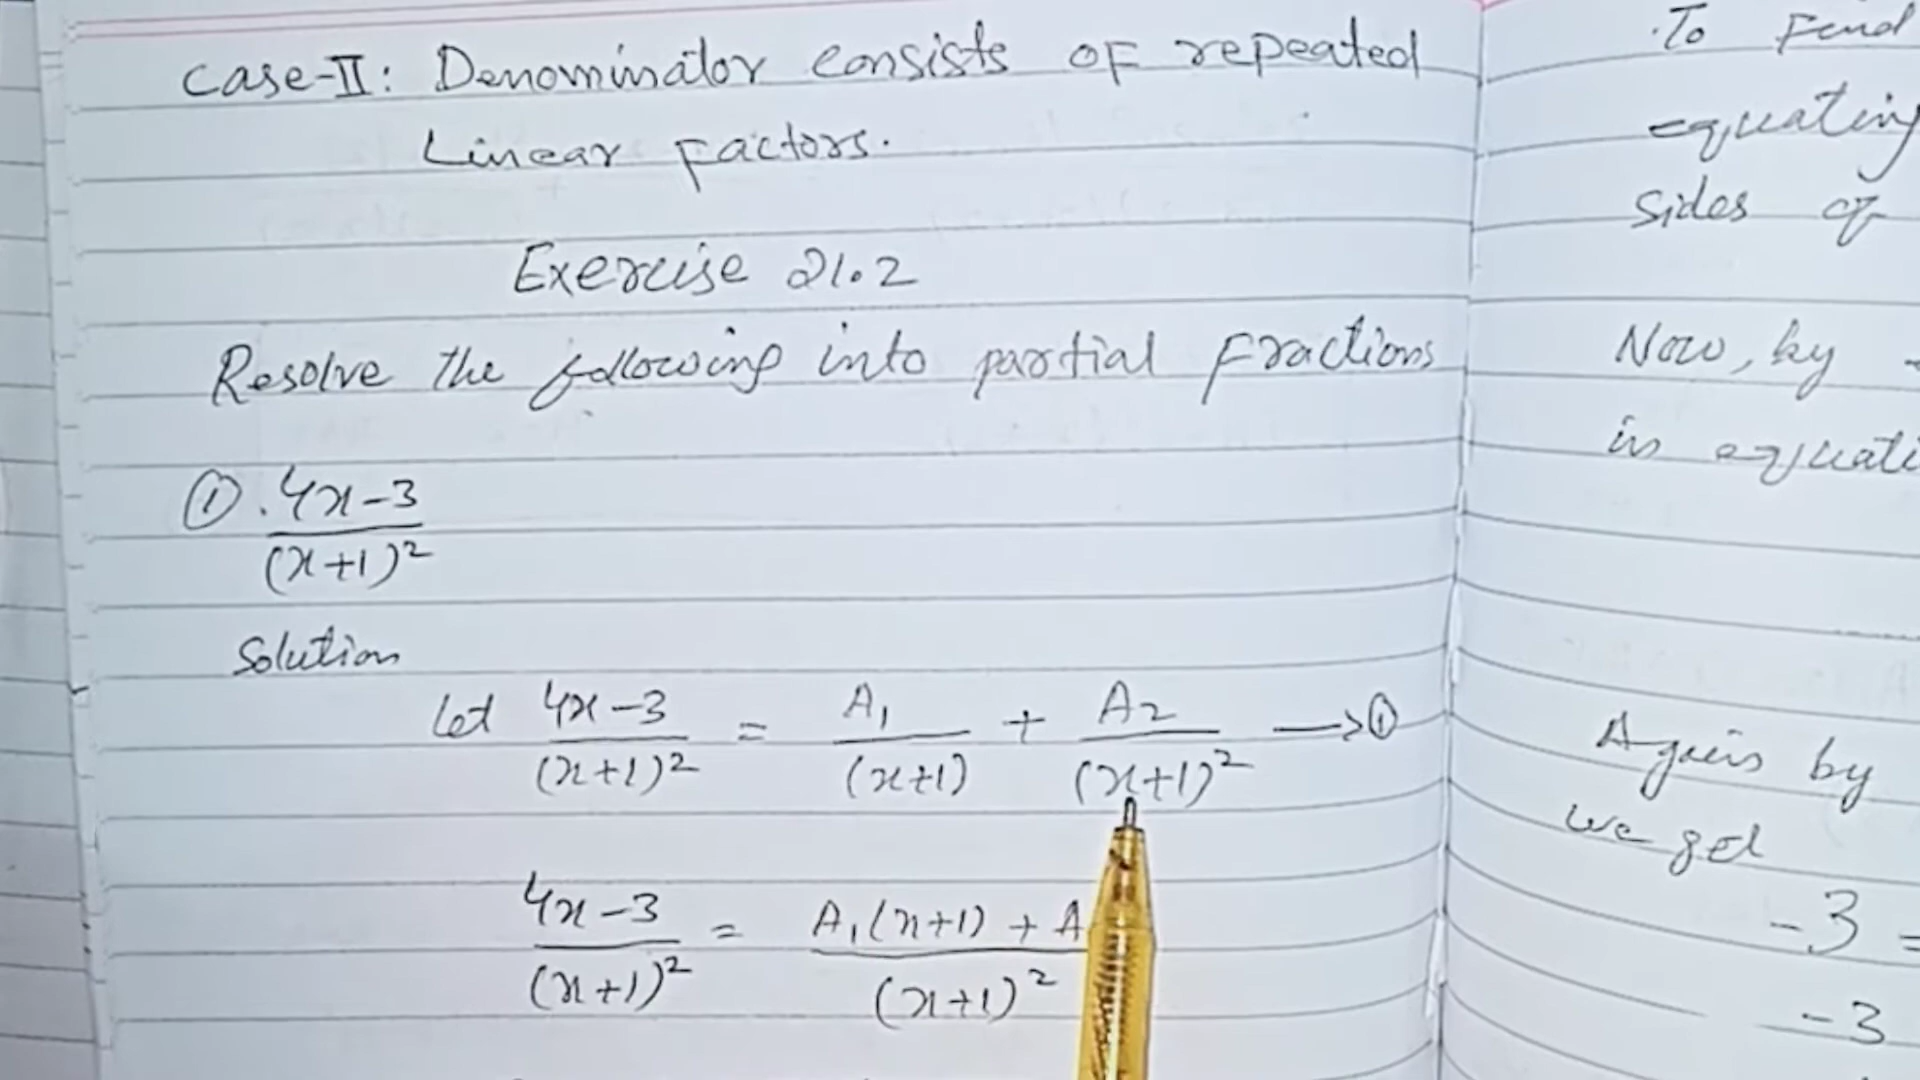 Case-II: Denominator consists of repeated
Linear Factors.
Exercise 21.2
Resolve the following into partial Fractions
① . 4x-3
(x+1)²
Solution
Let 4x-3 / (x+1)² = A₁ / (x+1) + A₂ / (x+1)² → ①
4x-3 / (x+1)² = A₁(x+1) + A / (x+1)²
To Find
equating
sides of
Now, by
in equati
Again by
we get
-3 =
-3